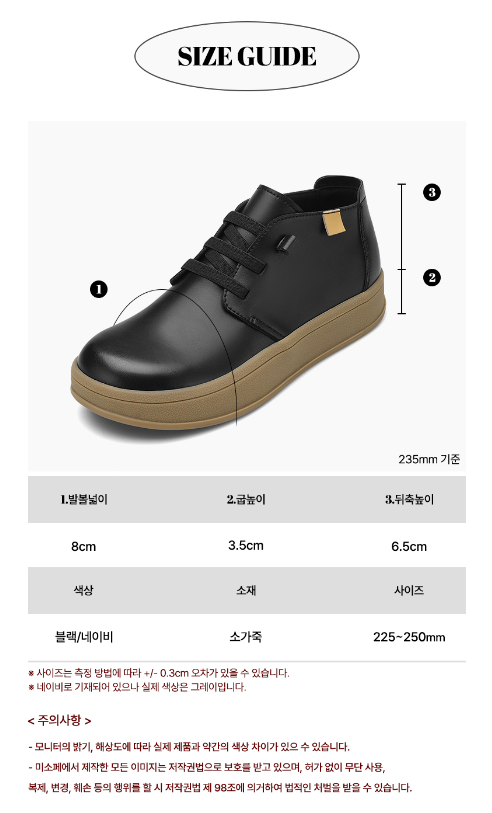 SIZE GUIDE
3
2
1
235mm 기준
1.발볼넓이 2.굽높이 3.뒤축높이
8cm 3.5cm 6.5cm
색상 소재 사이즈
블랙/네이비 소가죽 225~250mm
※ 사이즈는 측정 방법에 따라 +/- 0.3cm 오차가 있을 수 있습니다.
※ 네이비로 기재되어 있으나 실제 색상은 그레이입니다.
< 주의사항 >
- 모니터의 밝기, 해상도에 따라 실제 제품과 약간의 색상 차이가 있으 수 있습니다.
- 미소페에서 제작한 모든 이미지는 저작권법으로 보호를 받고 있으며, 허가 없이 무단 사용,
복제, 변경, 훼손 등의 행위를 할 시 저작권법 제 98조에 의거하여 법적인 처벌을 받을 수 있습니다.